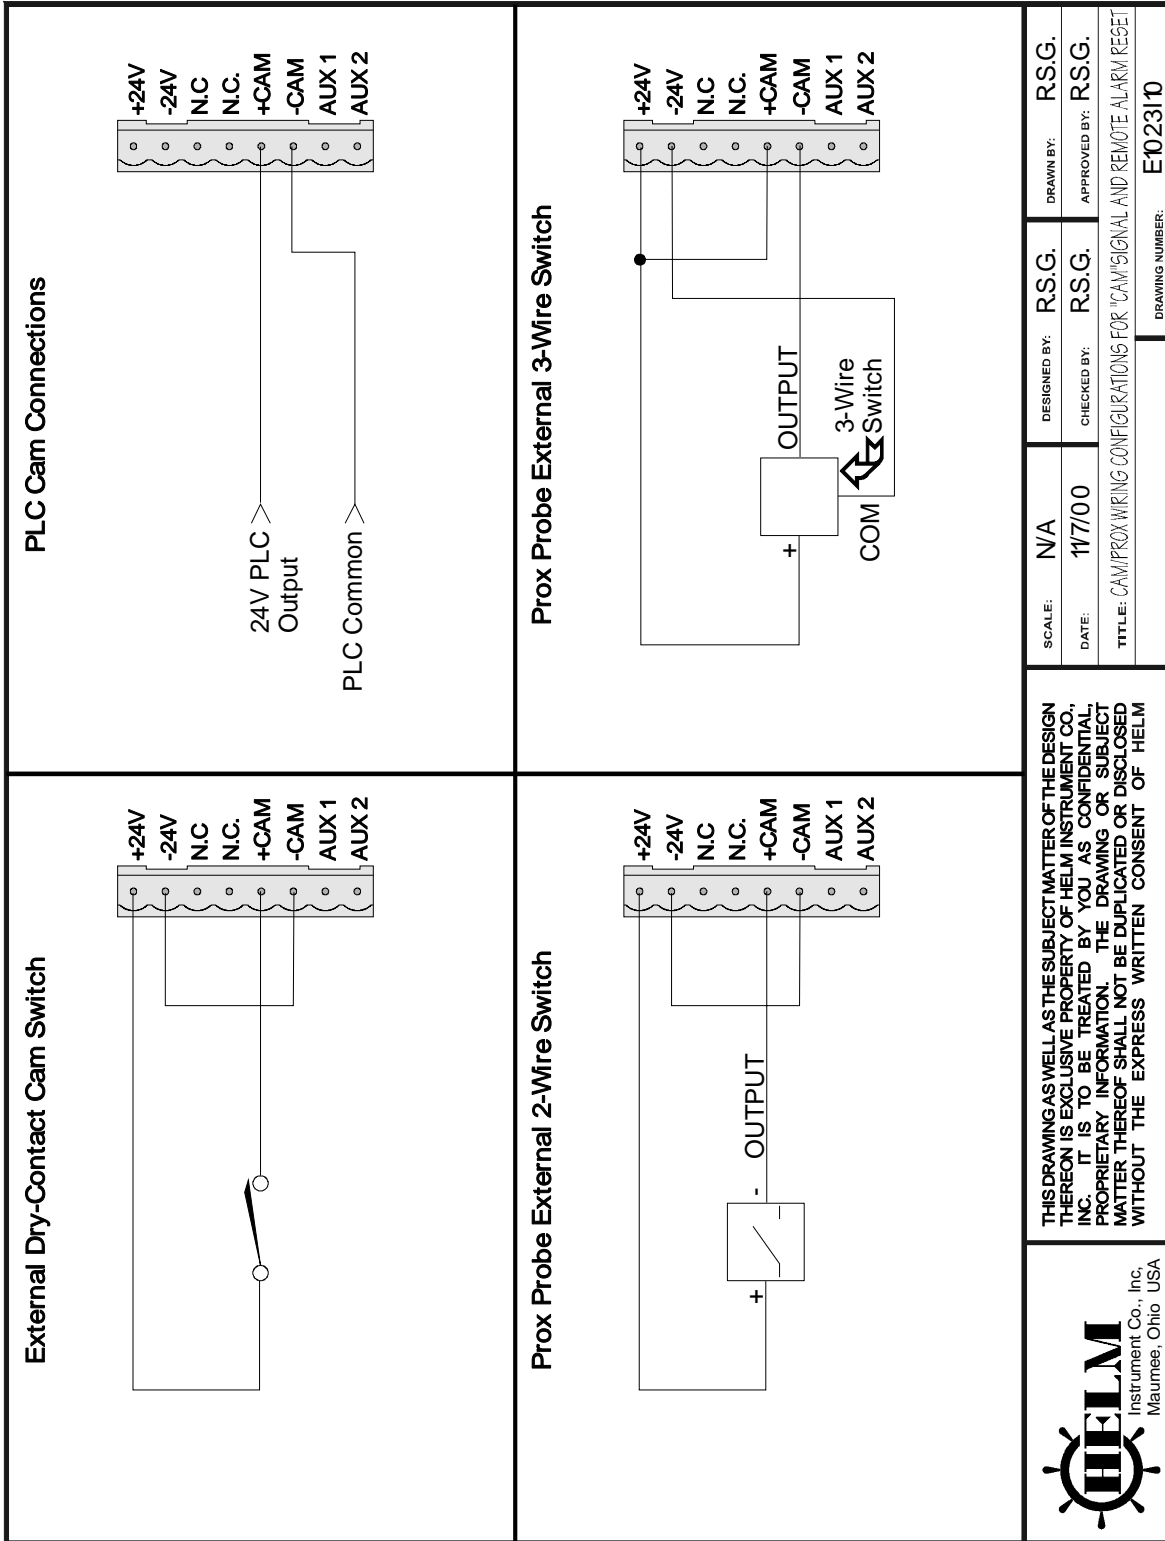 External Dry-Contact Cam Switch
+24V
-24V
N.C
N.C.
+CAM
-CAM
AUX 1
AUX 2
PLC Cam Connections
24V PLC
Output
PLC Common
+24V
-24V
N.C
N.C.
+CAM
-CAM
AUX 1
AUX 2
Prox Probe External 2-Wire Switch
+
-
OUTPUT
+24V
-24V
N.C
N.C.
+CAM
-CAM
AUX 1
AUX 2
Prox Probe External 3-Wire Switch
+
OUTPUT
COM
3-Wire
Switch
+24V
-24V
N.C
N.C.
+CAM
-CAM
AUX 1
AUX 2
HELM
Instrument Co., Inc,
Maumee, Ohio USA
THIS DRAWING AS WELL AS THE SUBJECT MATTER OF THE DESIGN
THEREON IS EXCLUSIVE PROPERTY OF HELM INSTRUMENT CO.,
INC. IT IS TO BE TREATED BY YOU AS CONFIDENTIAL,
PROPRIETARY INFORMATION. THE DRAWING OR SUBJECT
MATTER THEREOF SHALL NOT BE DUPLICATED OR DISCLOSED
WITHOUT THE EXPRESS WRITTEN CONSENT OF HELM
SCALE: N/A
DESIGNED BY: R.S.G.
DRAWN BY: R.S.G.
DATE: 11/7/00
CHECKED BY: R.S.G.
APPROVED BY: R.S.G.
TITLE: CAM/PROX WIRING CONFIGURATIONS FOR "CAM"SIGNAL AND REMOTE ALARM RESET
DRAWING NUMBER: E1023I10